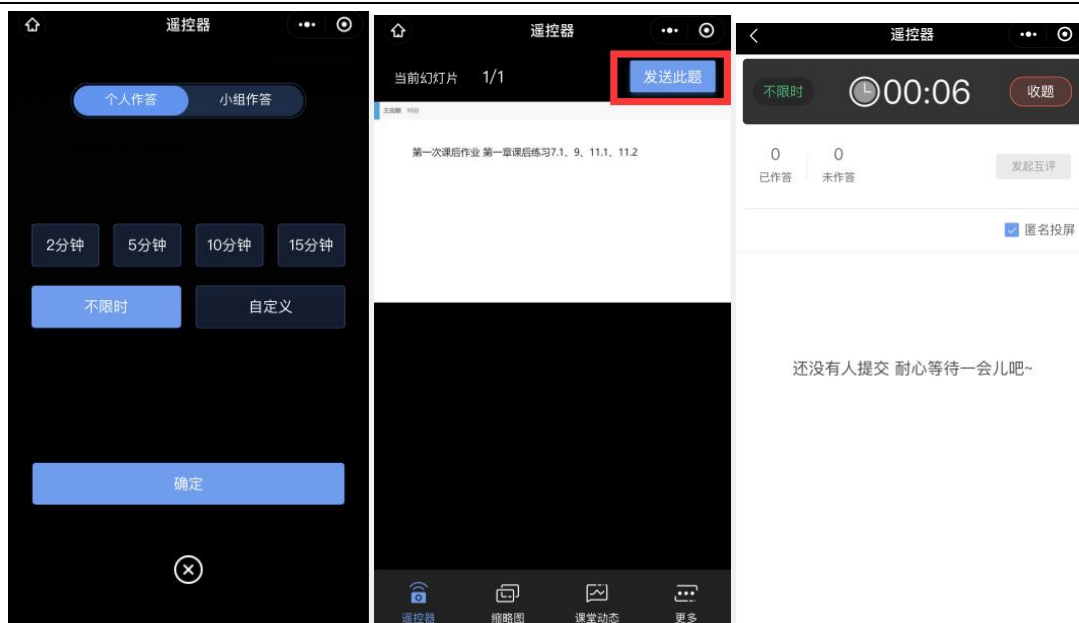 遥控器
个人作答
小组作答
2分钟
5分钟
10分钟
15分钟
不限时
自定义
确定
遥控器
当前幻灯片 1/1
发送此题
主观题 10分
第一次课后作业 第一章课后练习7.1、9、11.1、11.2
遥控器
缩略图
课堂动态
更多
遥控器
不限时
00:06
收题
0
0
已作答
未作答
发起互评
匿名投屏
还没有人提交 耐心等待一会儿吧~